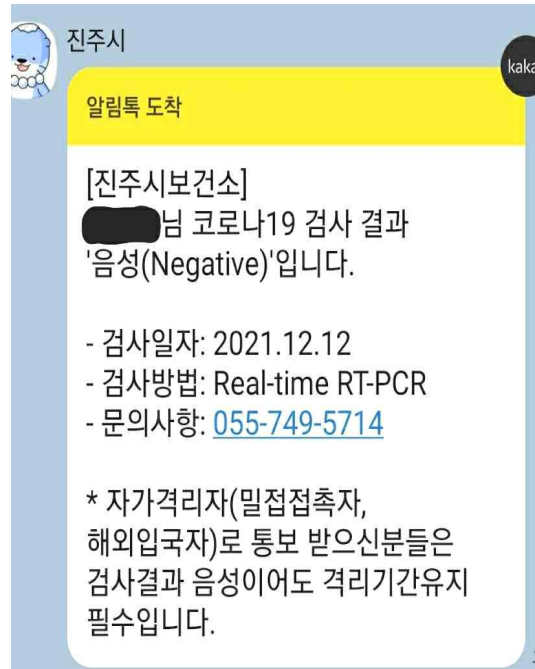 진주시
알림톡 도착
[진주시보건소]
님 코로나19 검사 결과
'음성(Negative)'입니다.
- 검사일자: 2021.12.12
- 검사방법: Real-time RT-PCR
- 문의사항: 055-749-5714
* 자가격리자(밀접접촉자,
해외입국자)로 통보 받으신분들은
검사결과 음성이어도 격리기간유지
필수입니다.